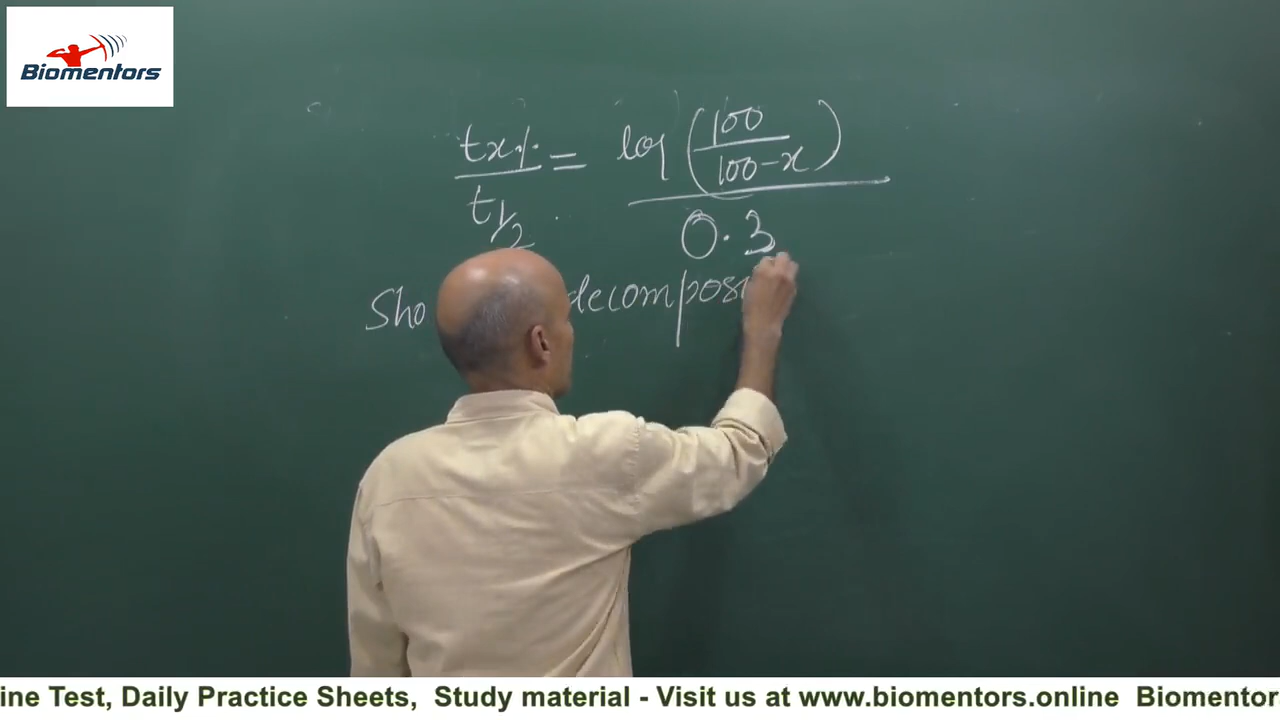 Biomentors
tx% = log (100
100-x)
t1/2
0.3
Sho decompos
ine Test, Daily Practice Sheets, Study material - Visit us at www.biomentors.online Biomentor